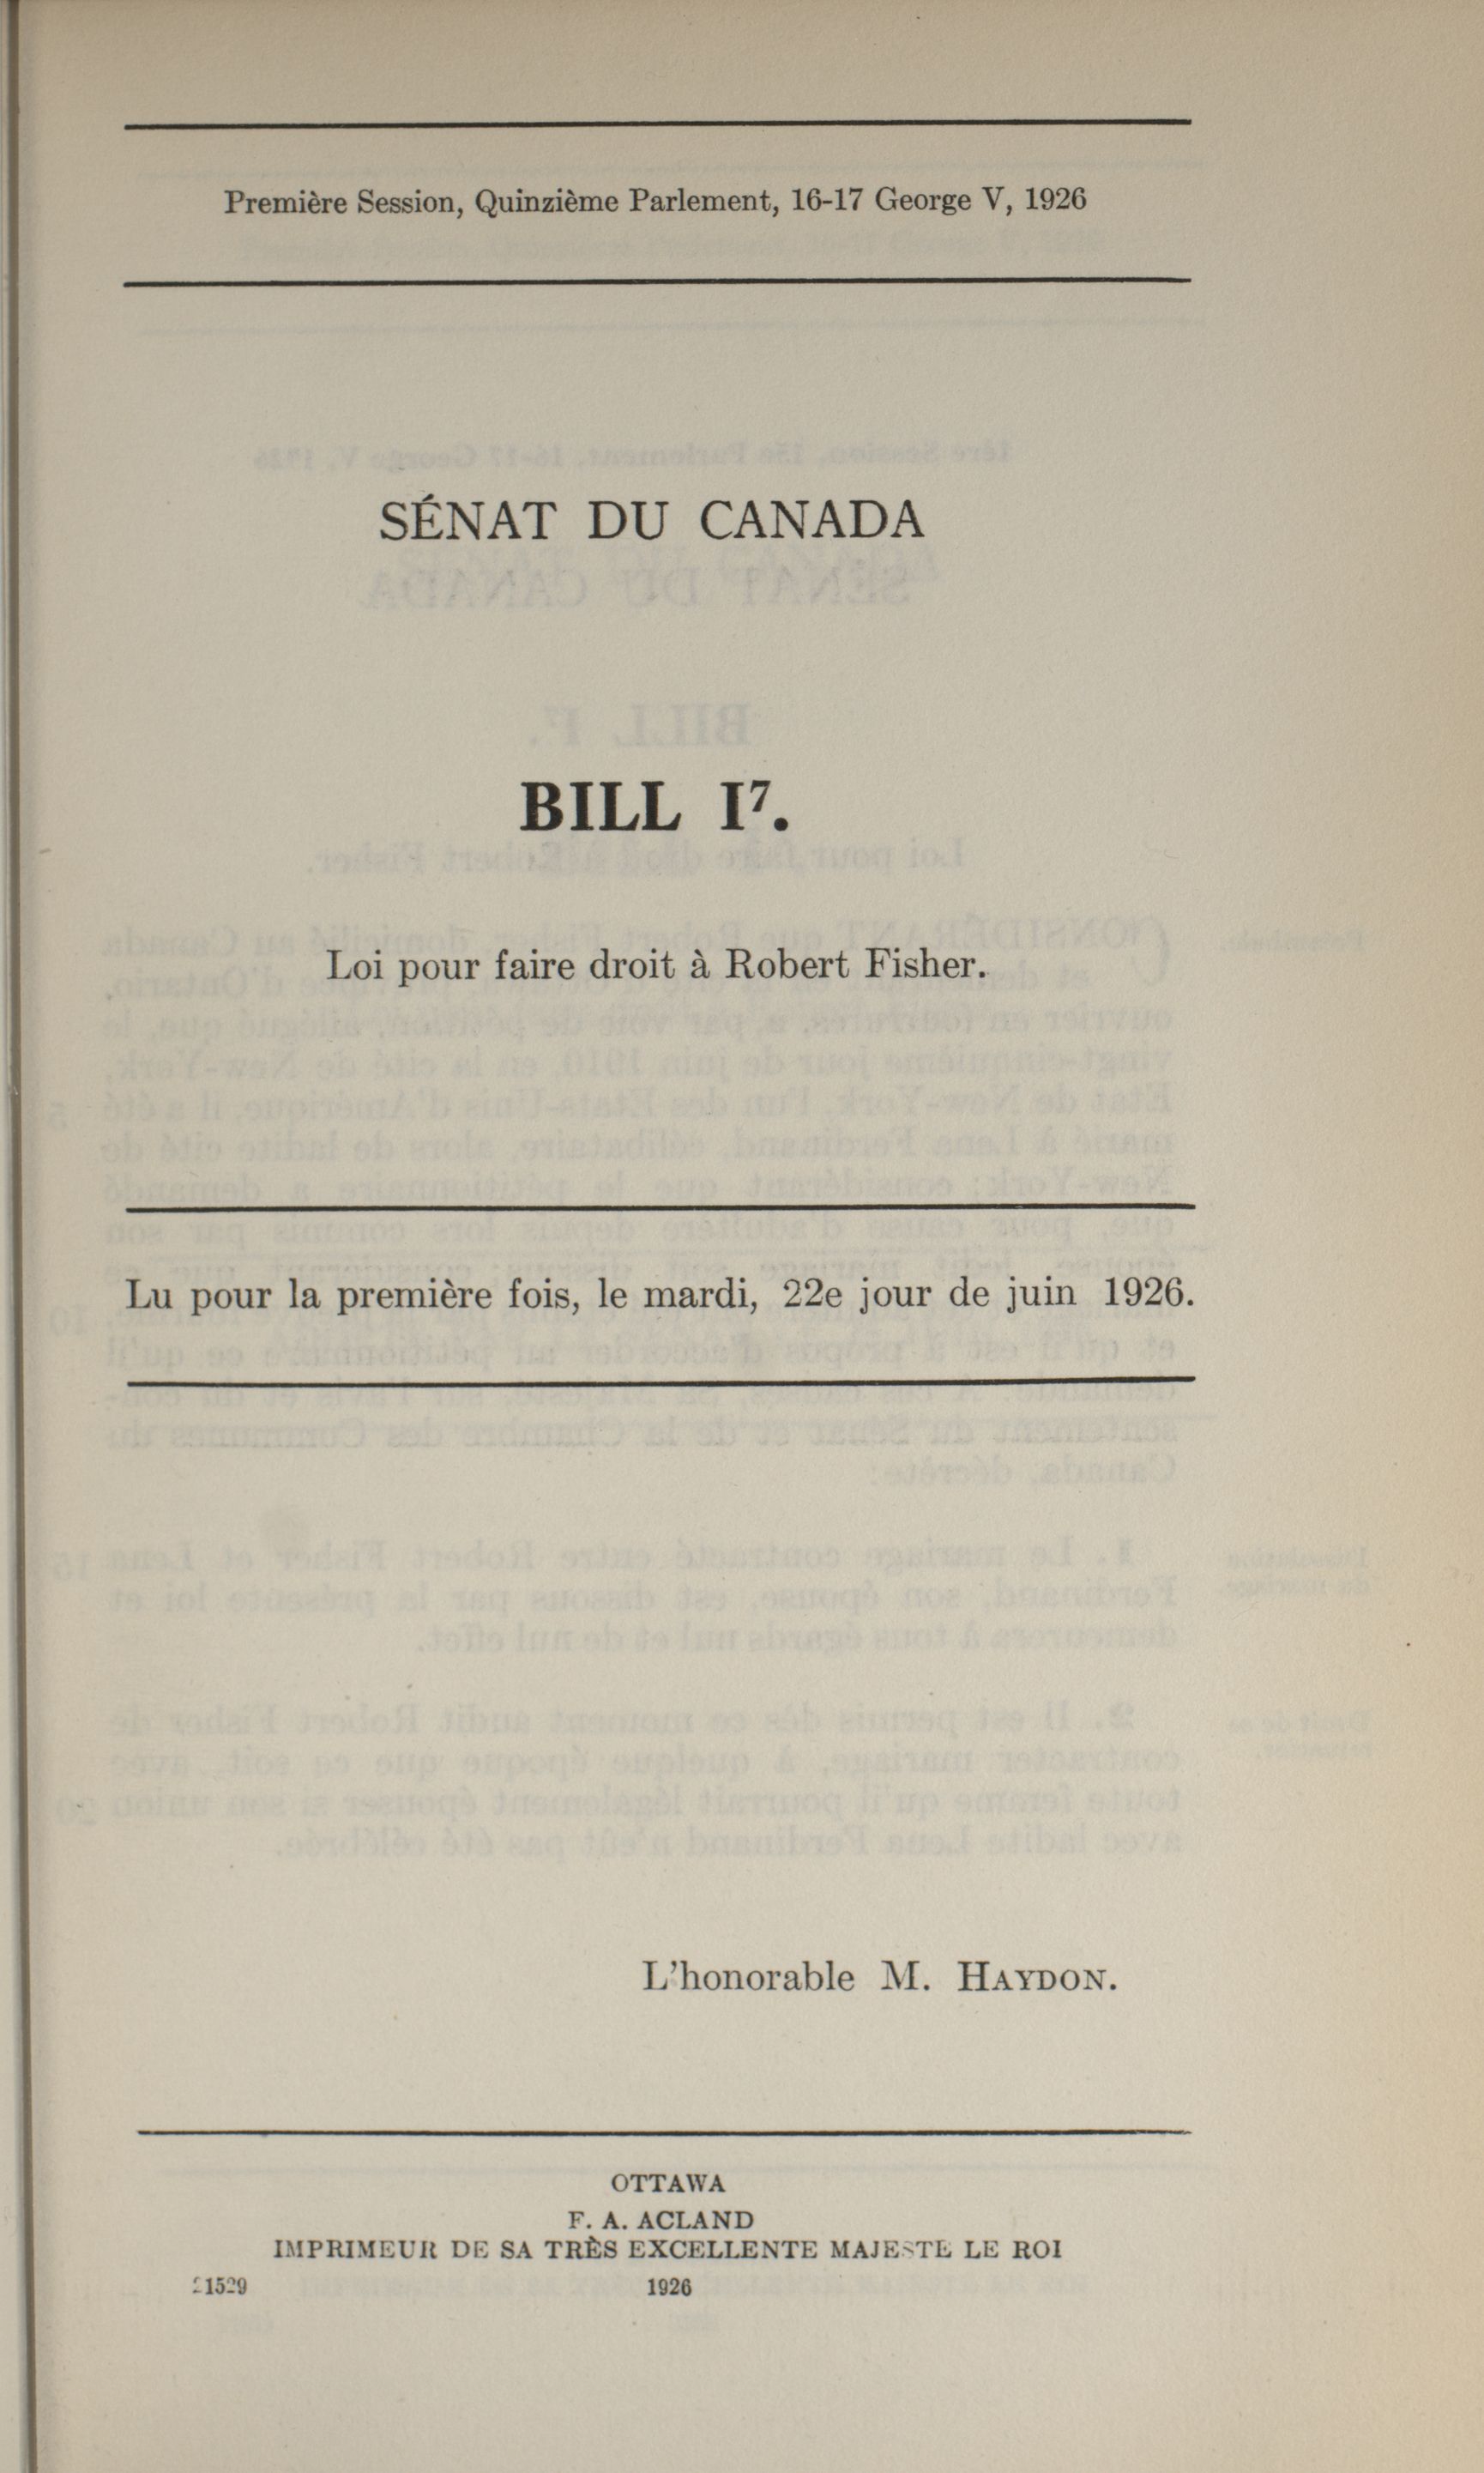 Première Session, Quinzième Parlement, 16-17 George V, 1926
SÉNAT DU CANADA
BILL I⁷.
Loi pour faire droit à Robert Fisher.
Lu pour la première fois, le mardi, 22e jour de juin 1926.
L'honorable M. HAYDON.
OTTAWA
F. A. ACLAND
IMPRIMEUR DE SA TRÈS EXCELLENTE MAJESTE LE ROI
21529 1926